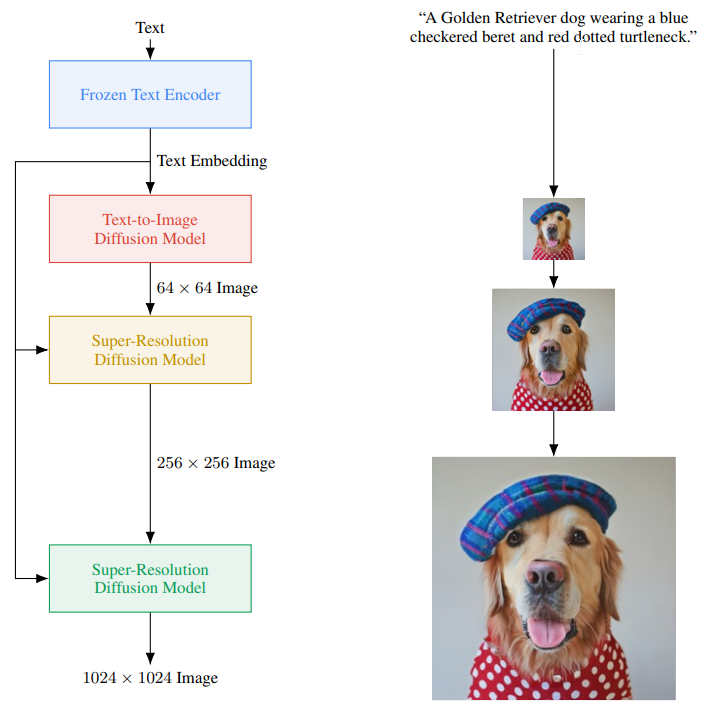 Text
Frozen Text Encoder
Text Embedding
Text-to-Image
Diffusion Model
64 × 64 Image
Super-Resolution
Diffusion Model
256 × 256 Image
Super-Resolution
Diffusion Model
1024 × 1024 Image
“A Golden Retriever dog wearing a blue
checkered beret and red dotted turtleneck.”